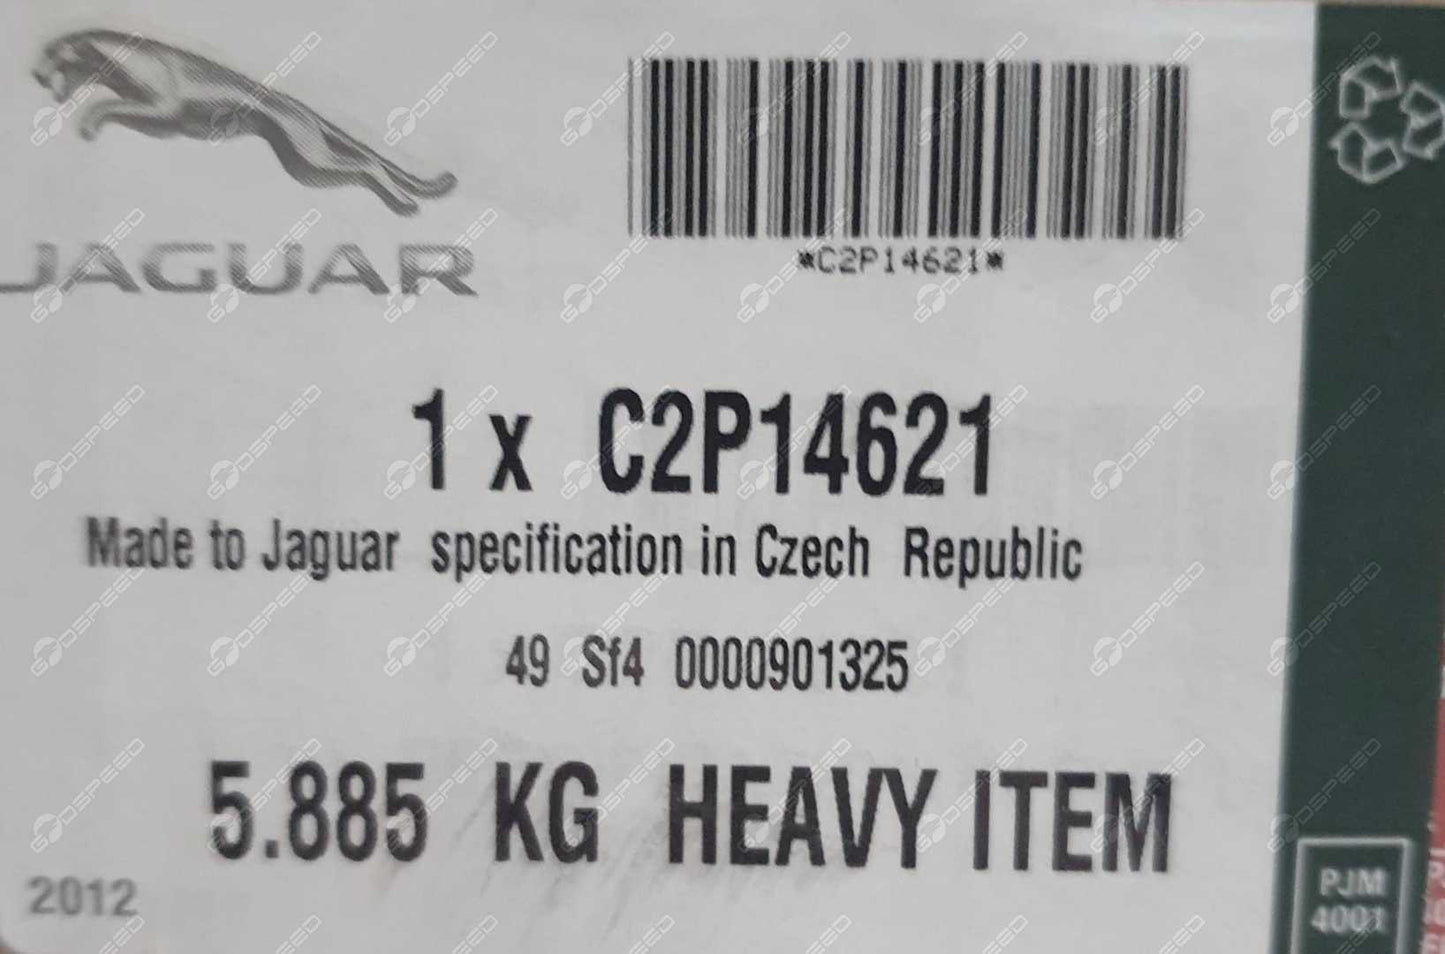 JAGUAR
*C2P14621*
1 x C2P14621
Made to Jaguar specification in Czech Republic
49 Sf4 0000901325
5.885 KG HEAVY ITEM
2012
PJM
4001
GODSPEED